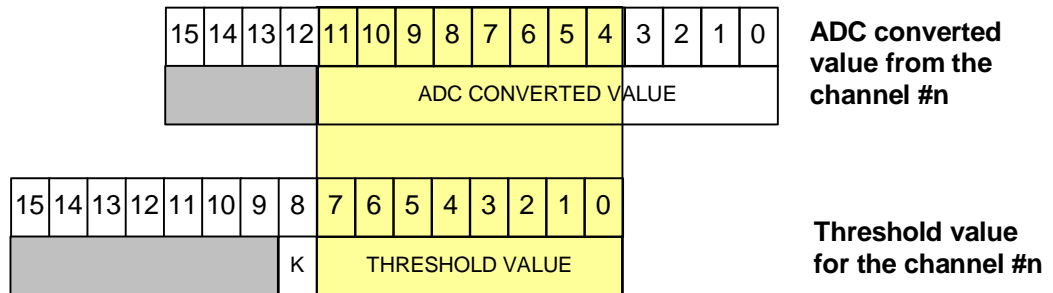 15 14 13 12 11 10 9 8 7 6 5 4 3 2 1 0
ADC CONVERTED VALUE
ADC converted
value from the
channel #n
15 14 13 12 11 10 9 8 7 6 5 4 3 2 1 0
K THRESHOLD VALUE
Threshold value
for the channel #n